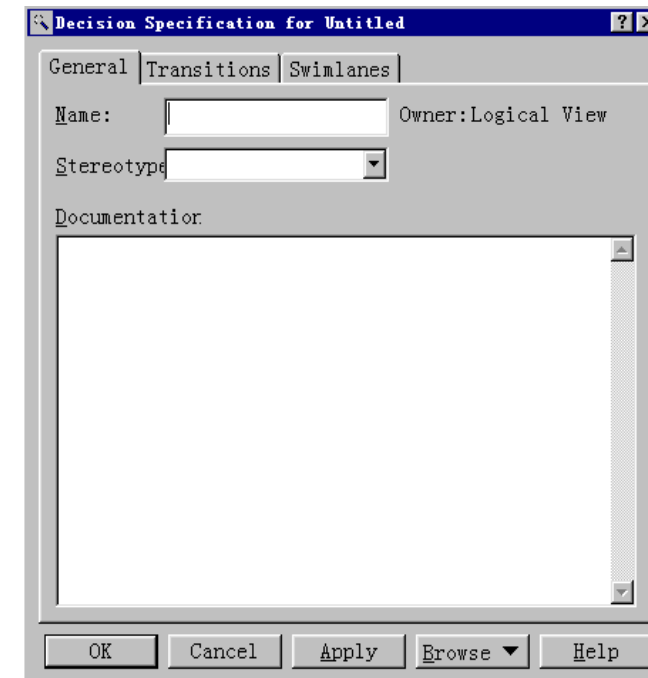 Decision Specification for Untitled
General Transitions Swimlanes
Name: Owner:Logical View
Stereotype
Documentation:
OK Cancel Apply Browse Help